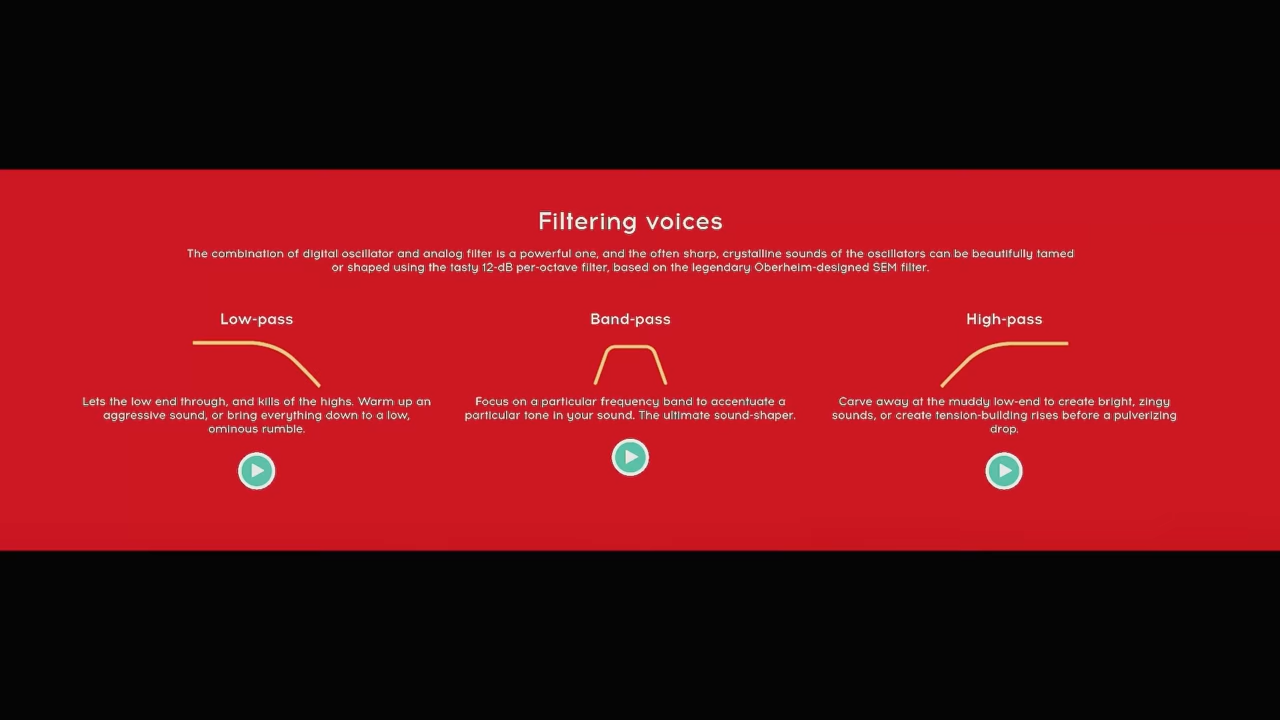 Filtering voices
The combination of digital oscillator and analog filter is a powerful one, and the often sharp, crystalline sounds of the oscillators can be beautifully tamed
or shaped using the tasty 12-dB per-octave filter, based on the legendary Oberheim-designed SEM filter.
Low-pass
Lets the low end through, and kills of the highs. Warm up an
aggressive sound, or bring everything down to a low,
ominous rumble.
Band-pass
Focus on a particular frequency band to accentuate a
particular tone in your sound. The ultimate sound-shaper.
High-pass
Carve away at the muddy low-end to create bright, zingy
sounds, or create tension-building rises before a pulverizing
drop.